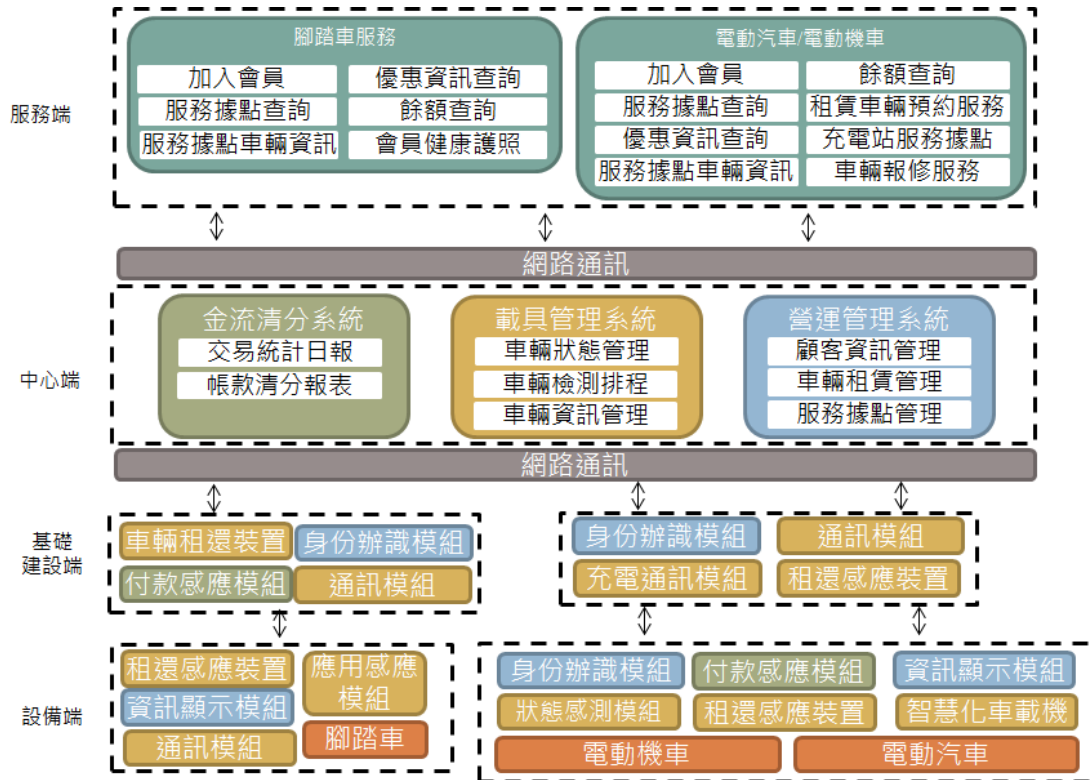 服務端
腳踏車服務
加入會員
優惠資訊查詢
服務據點查詢
餘額查詢
服務據點車輛資訊
會員健康護照
電動汽車/電動機車
加入會員
餘額查詢
服務據點查詢
租賃車輛預約服務
優惠資訊查詢
充電站服務據點
服務據點車輛資訊
車輛報修服務
網路通訊
中心端
金流清分系統
交易統計日報
帳款清分報表
載具管理系統
車輛狀態管理
車輛檢測排程
車輛資訊管理
營運管理系統
顧客資訊管理
車輛租賃管理
服務據點管理
網路通訊
基礎
建設端
車輛租還裝置
身份辦識模組
付款感應模組
通訊模組
身份辦識模組
通訊模組
充電通訊模組
租還感應裝置
設備端
租還感應裝置
應用感應
模組
資訊顯示模組
通訊模組
腳踏車
身份辦識模組
付款感應模組
資訊顯示模組
狀態感測模組
租還感應裝置
智慧化車載機
電動機車
電動汽車